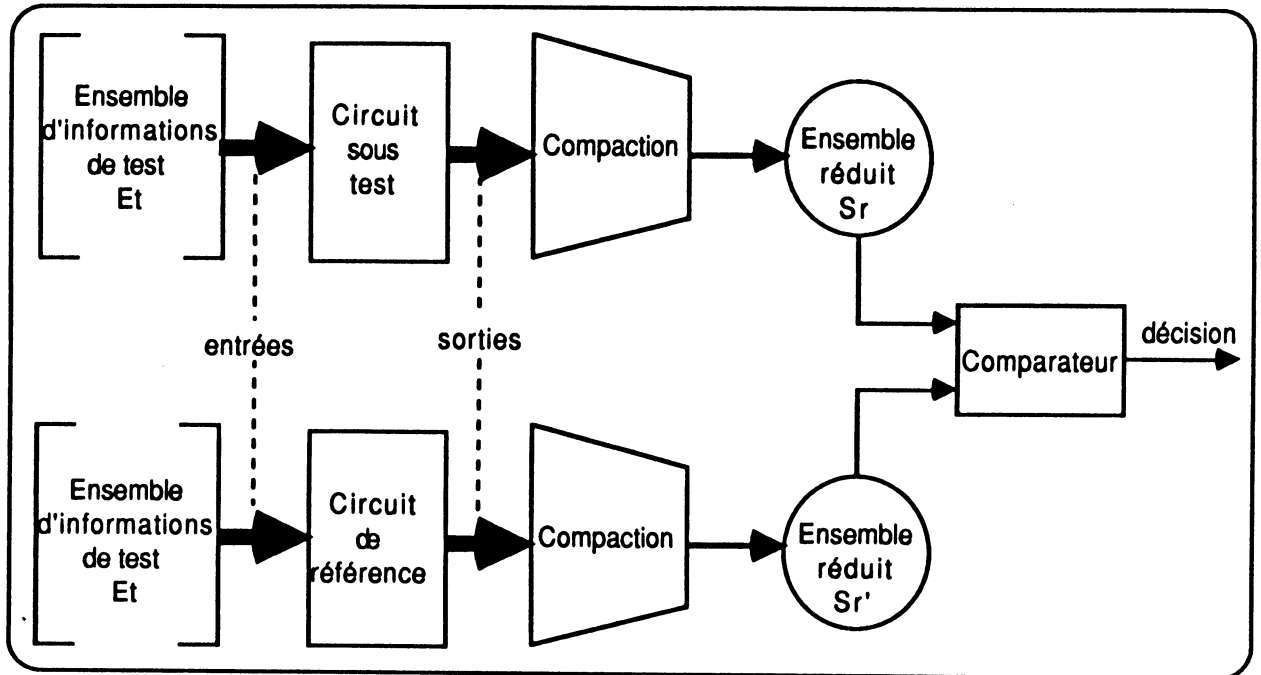 Ensemble
d'informations
de test
Et
Circuit
sous
test
Compaction
Ensemble
réduit
Sr
entrées
sorties
Comparateur
décision
Ensemble
d'informations
de test
Et
Circuit
de
référence
Compaction
Ensemble
réduit
Sr'